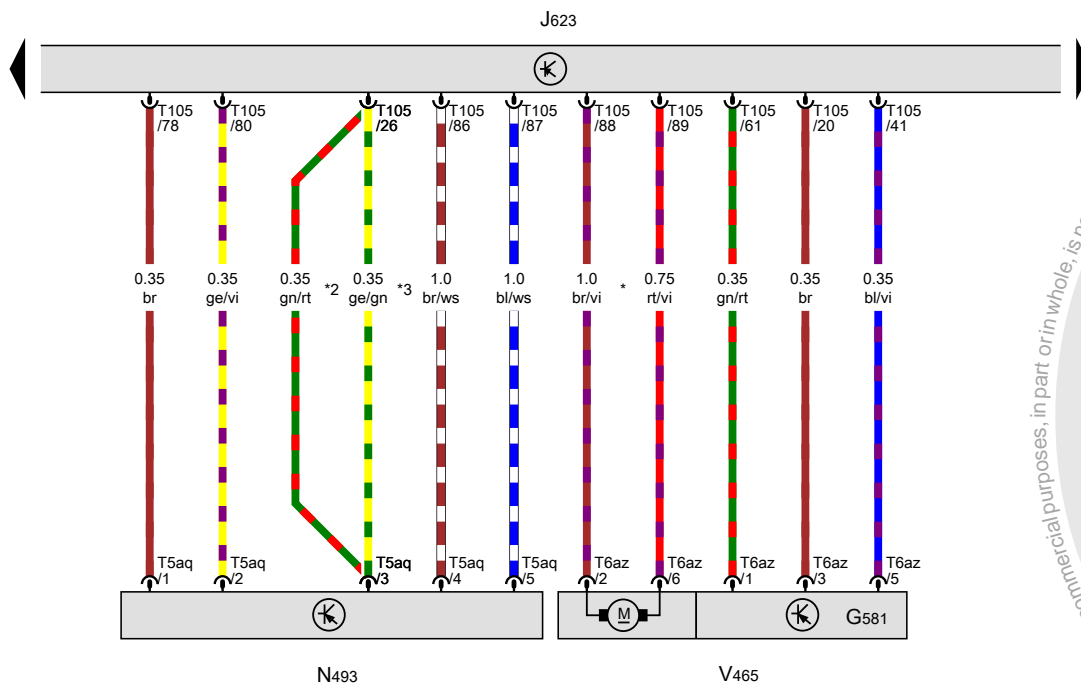 J623
T105 T105 T105 T105 T105 T105 T105 T105 T105 T105
/78 /80 /26 /86 /87 /88 /89 /61 /20 /41
0.35 0.35 0.35 *2 0.35 *3 1.0 1.0 1.0 * 0.75 0.35 0.35 0.35
br ge/vi gn/rt ge/gn br/ws bl/ws br/vi rt/vi gn/rt br bl/vi
T5aq T5aq T5aq T5aq T5aq T6az T6az T6az T6az T6az
/1 /2 /3 /4 /5 /2 /6 /1 /3 /5
M G581
N493 V465
commercial purposes, in part or in whole, is